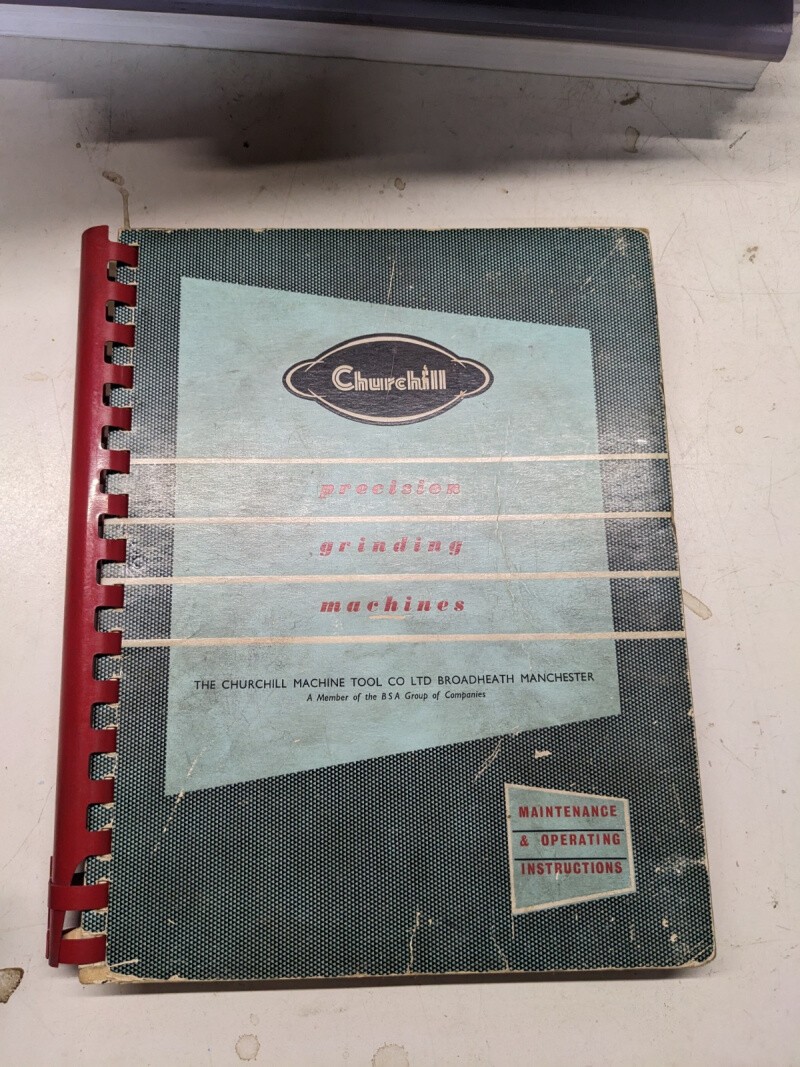 Churchill
precision
grinding
machines
THE CHURCHILL MACHINE TOOL CO LTD BROADHEATH MANCHESTER
A Member of the BSA Group of Companies
MAINTENANCE
& OPERATING
INSTRUCTIONS